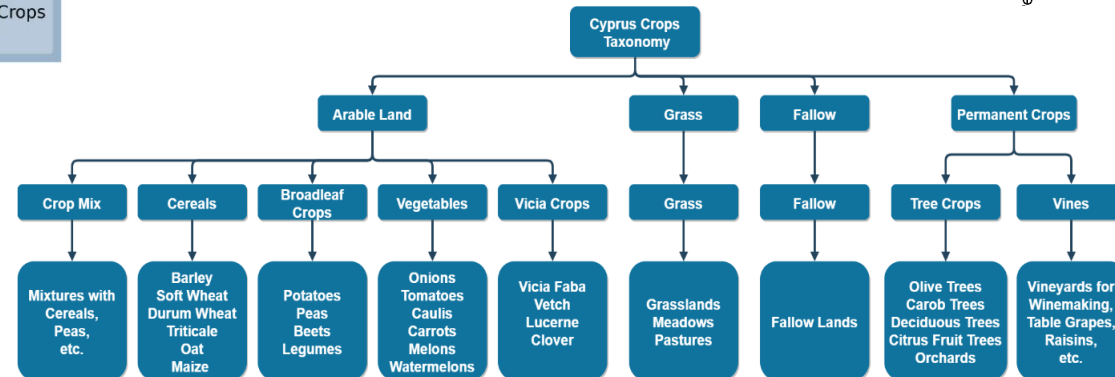 Crops
Cyprus Crops
Taxonomy
Arable Land
Grass
Fallow
Permanent Crops
Crop Mix
Cereals
Broadleaf
Crops
Vegetables
Vicia Crops
Grass
Fallow
Tree Crops
Vines
Mixtures with
Cereals,
Peas,
etc.
Barley
Soft Wheat
Durum Wheat
Triticale
Oat
Maize
Potatoes
Peas
Beets
Legumes
Onions
Tomatoes
Caulis
Carrots
Melons
Watermelons
Vicia Faba
Vetch
Lucerne
Clover
Grasslands
Meadows
Pastures
Fallow Lands
Olive Trees
Carob Trees
Deciduous Trees
Citrus Fruit Trees
Orchards
Vineyards for
Winemaking,
Table Grapes,
Raisins,
etc.